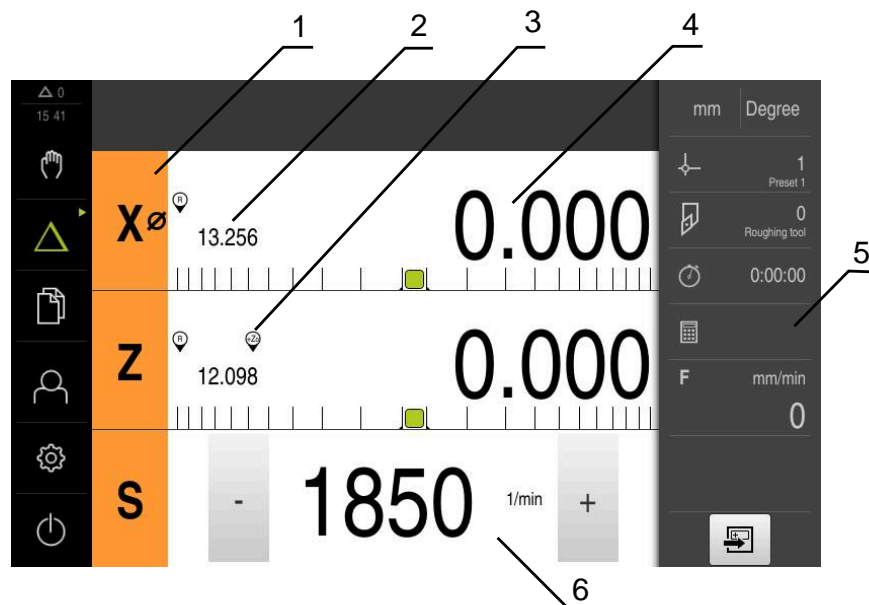 1 2 3 4
0
15 41
mm Degree
X⌀
R
13.256
0.000
1
Preset 1
0
Roughing tool
5
0:00:00
Z
R +Z0
12.098
0.000
F mm/min
0
S
- 1850 1/min +
6